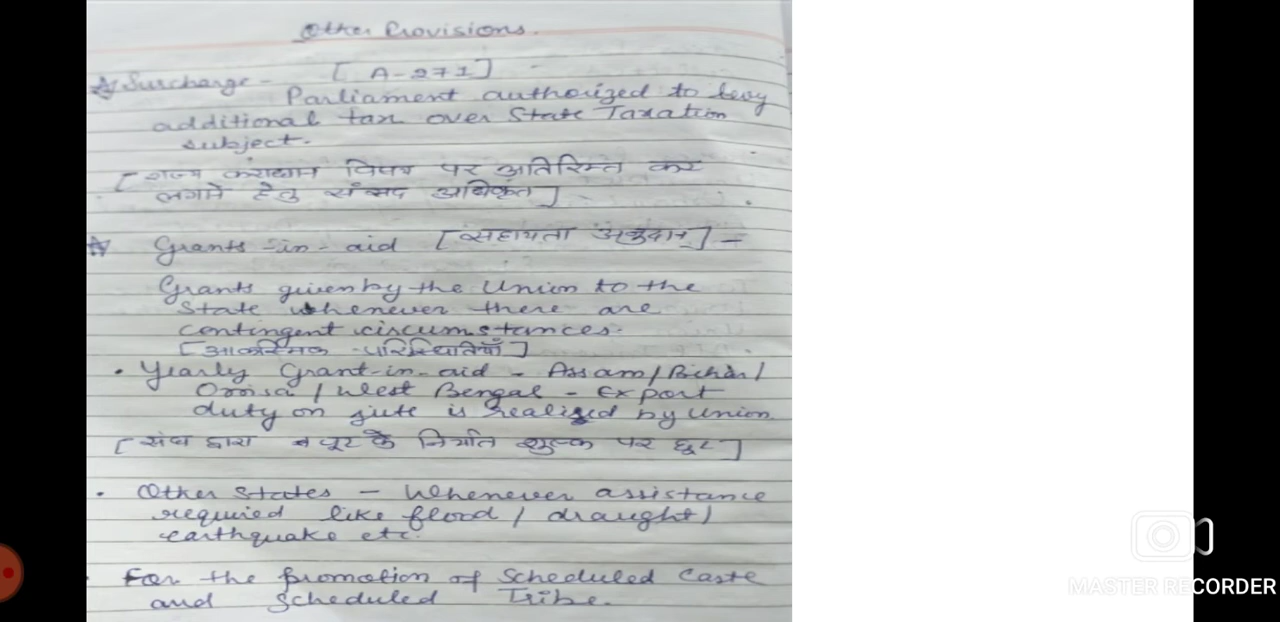 Other Provisions.
Surcharge - [A-271]
Parliament authorized to levy
additional tax over State Taxation
subject.
[राज्य कराधान विषय पर अतिरिक्त कर
लगाने हेतु संसद अधिकृत]
Grants-in-aid [सहायता अनुदान] -
Grants given by the Union to the
State whenever there are
contingent circumstances.
[आकस्मिक परिस्थितियाँ]
• Yearly Grant-in-aid - Assam/Bihar/
Orrisa/West Bengal - Export
duty on jute is realized by Union
[संघ द्वारा जूट के निर्यात शुल्क पर छूट]
• Other States - Whenever assistance
requried like flood/draught/
earthquake etc.
For the promotion of Scheduled Caste
and Scheduled Tribe.
MASTER RECORDER